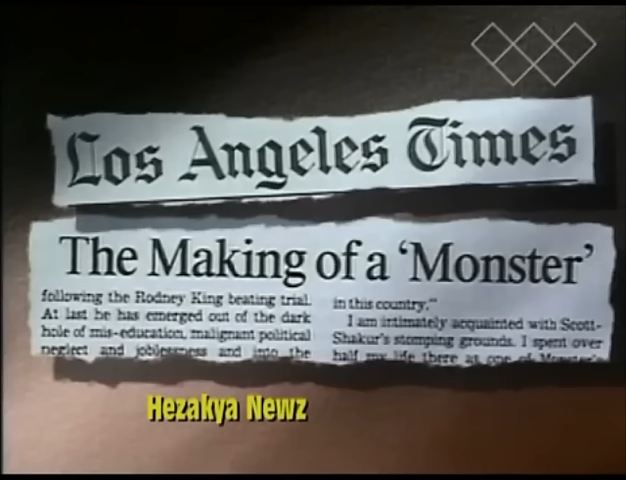 Los Angeles Times
The Making of a ‘Monster’
following the Rodney King beating trial.
At last he has emerged out of the dark
hole of mis-education, malignant political
neglect and joblessness and into the
in this country.”
I am intimately acquainted with Scott-
Shakur’s stomping grounds. I spent over
half my life there as one of Monster’s
Hezakya Newz